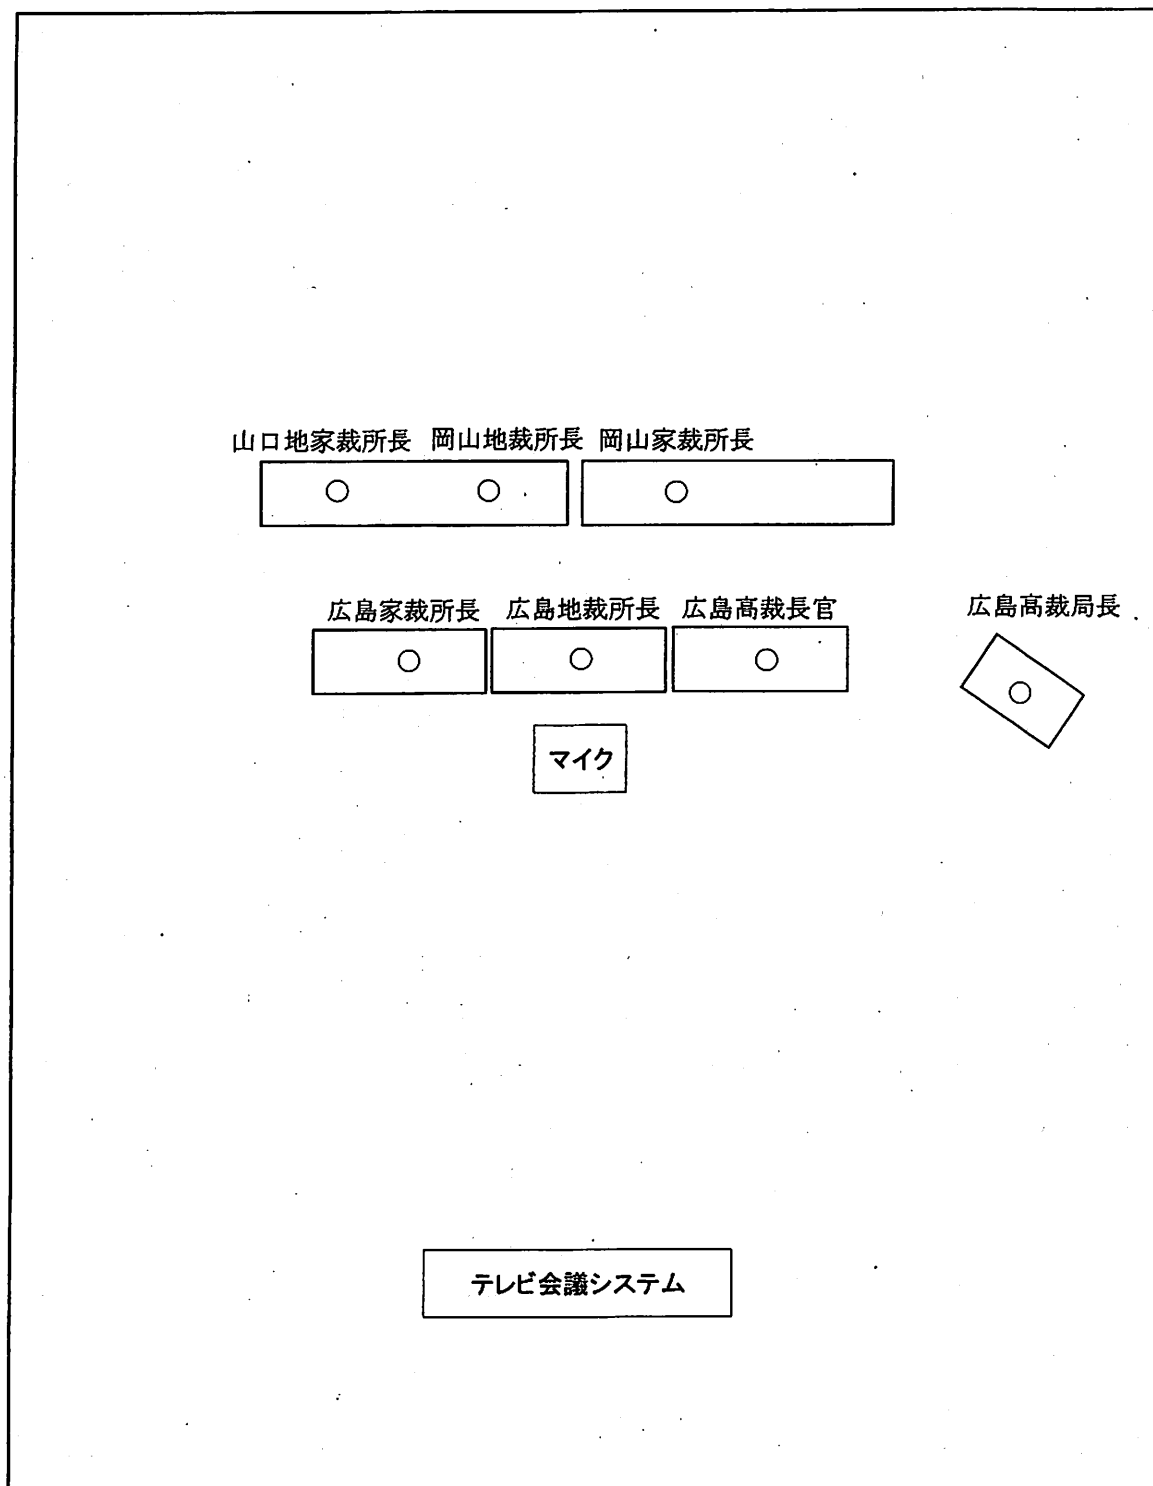 山口地家裁所長 岡山地裁所長 岡山家裁所長
広島家裁所長 広島地裁所長 広島高裁長官 広島高裁局長
マイク
テレビ会議システム